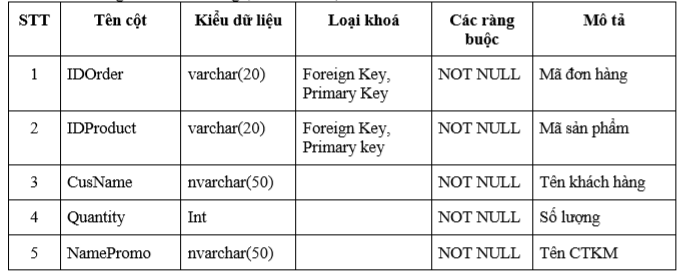 STT Tên cột Kiểu dữ liệu Loại khoá Các ràng buộc Mô tả
1 IDOrder varchar(20) Foreign Key, Primary Key NOT NULL Mã đơn hàng
2 IDProduct varchar(20) Foreign Key, Primary key NOT NULL Mã sản phẩm
3 CusName nvarchar(50) NOT NULL Tên khách hàng
4 Quantity Int NOT NULL Số lượng
5 NamePromo nvarchar(50) NOT NULL Tên CTKM